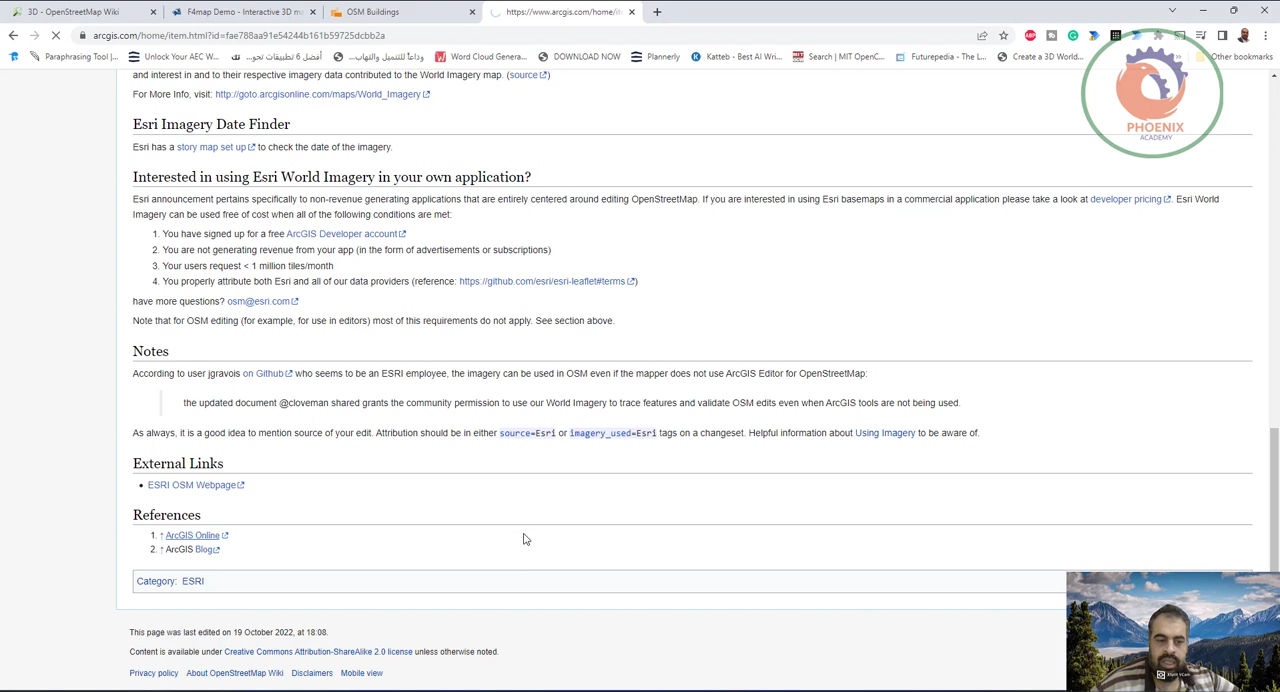 3D - OpenStreetMap Wiki
F4map Demo - Interactive 3D m
OSM Buildings
https://www.arcgis.com/home/it
arcgis.com/home/item.html?id=fae788aa91e54244b161b59725dcbb2a
Paraphrasing Tool |...
Unlock Your AEC W...
أفضل 6 تطبيقات تحو...
وداعاً للتمثيل والتهاب...
Word Cloud Genera...
DOWNLOAD NOW
Plannerly
Katteb - Best AI Wri...
Search | MIT OpenC...
Futurepedia - The L...
Create a 3D World...
»
Other bookmarks
and interest in and to their respective imagery data contributed to the World Imagery map. (source)
For More Info, visit: http://goto.arcgisonline.com/maps/World_Imagery
PHOENIX
ACADEMY
Esri Imagery Date Finder
Esri has a story map set up to check the date of the imagery.
Interested in using Esri World Imagery in your own application?
Esri announcement pertains specifically to non-revenue generating applications that are entirely centered around editing OpenStreetMap. If you are interested in using Esri basemaps in a commercial application please take a look at developer pricing. Esri World
Imagery can be used free of cost when all of the following conditions are met:
1. You have signed up for a free ArcGIS Developer account
2. You are not generating revenue from your app (in the form of advertisements or subscriptions)
3. Your users request < 1 million tiles/month
4. You properly attribute both Esri and all of our data providers (reference: https://github.com/esri/esri-leaflet#terms)
have more questions? osm@esri.com
Note that for OSM editing (for example, for use in editors) most of this requirements do not apply. See section above.
Notes
According to user jgravois on Github who seems to be an ESRI employee, the imagery can be used in OSM even if the mapper does not use ArcGIS Editor for OpenStreetMap:
the updated document @cloveman shared grants the community permission to use our World Imagery to trace features and validate OSM edits even when ArcGIS tools are not being used.
As always, it is a good idea to mention source of your edit. Attribution should be in either source=Esri or imagery_used=Esri tags on a changeset. Helpful information about Using Imagery to be aware of.
External Links
• ESRI OSM Webpage
References
1. ↑ ArcGIS Online
2. ↑ ArcGIS Blog
Category: ESRI
This page was last edited on 19 October 2022, at 18:08.
Content is available under Creative Commons Attribution-ShareAlike 2.0 license unless otherwise noted.
Privacy policy About OpenStreetMap Wiki Disclaimers Mobile view